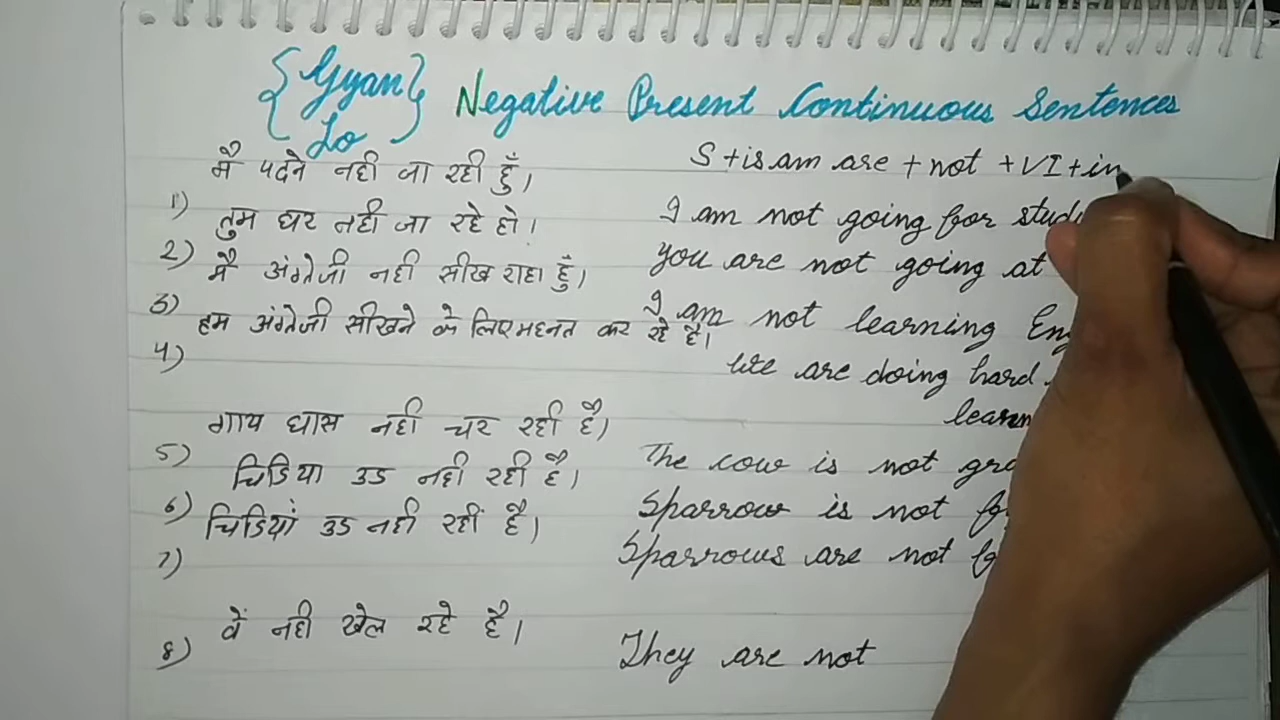 {Gyan} Negative Present Continuous Sentences
Lo
S + is am are + not + VI + in
मै पढने नही जा रही हूँ।
1) I am not going for
तुम घर नही जा रहे हो।
2) you are not going at
मै अंग्रेजी नही सीख राहा हूँ।
3) I am not learning
हम अंग्रेजी सीखने के लिए महनत कर रहे है।
4) we are doing hard
गाय घास नही चर रही है।
5) The cow is not
चिडिया उड नही रही है।
6) Sparrow is not
चिडियां उड नही रहीं है।
7) Sparrows are not
वें नही खेल रहे है।
8) They are not